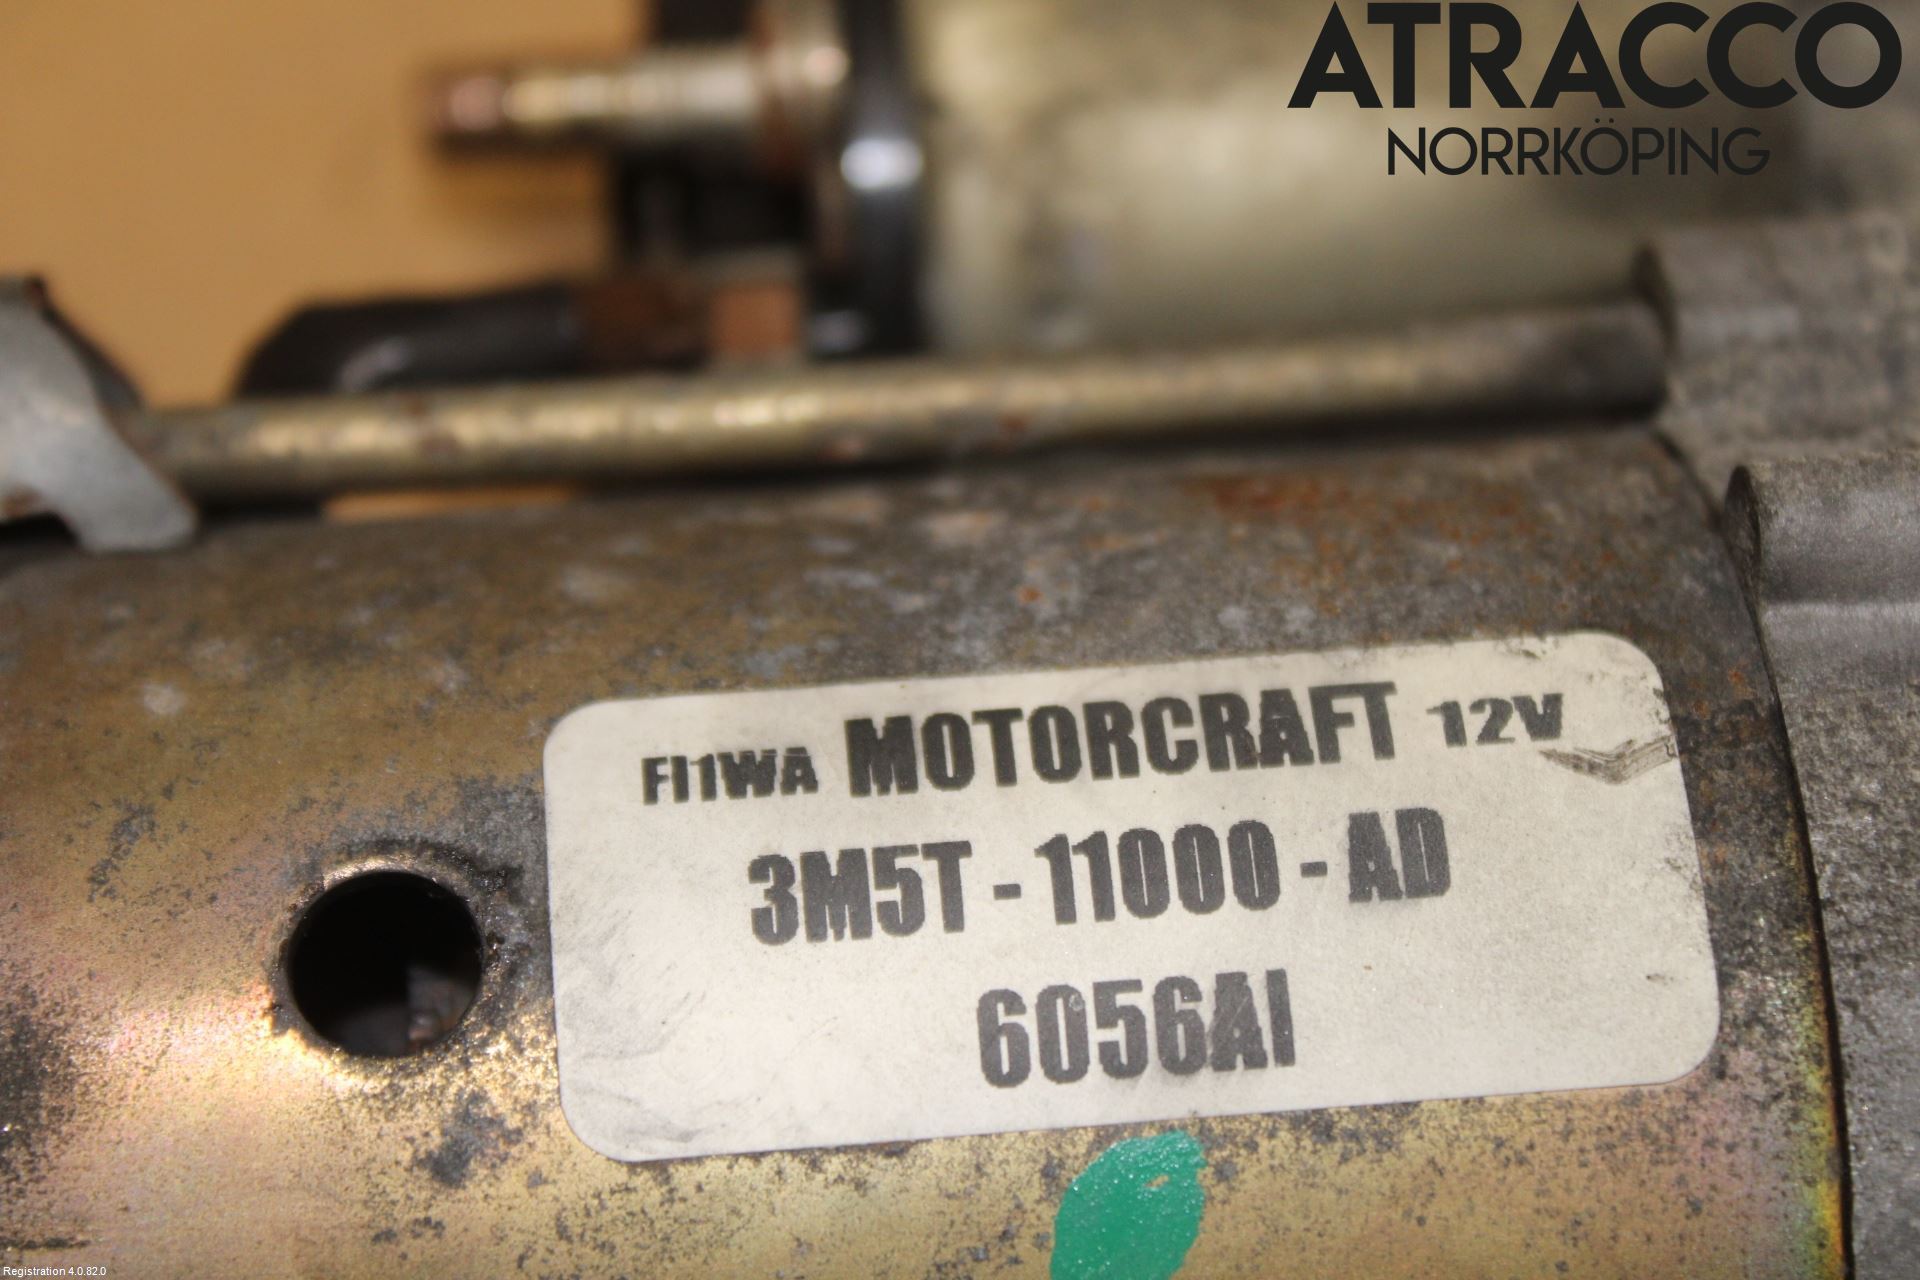 ATRACCO
NORRKÖPING
FI1WA MOTORCRAFT 12V
3M5T - 11000 - AD
6056AI
Registration 4.0.82.0